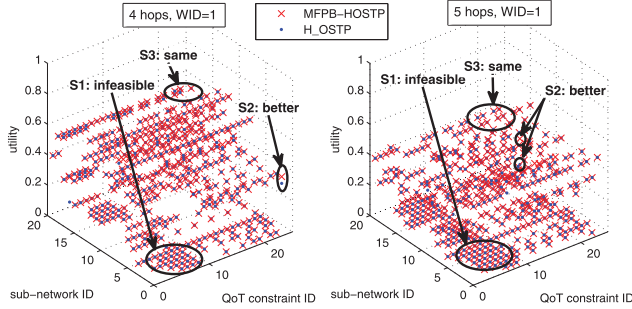 4 hops, WID=1
× MFPB-HOSTP
• H_OSTP
5 hops, WID=1
S3: same
S1: infeasible
S2: better
utility
1
0.8
0.6
0.4
0.2
0
20
15
10
5
0
0
10
20
sub-network ID
QoT constraint ID
S3: same
S1: infeasible
S2: better
utility
1
0.8
0.6
0.4
0.2
0
20
15
10
5
0
0
10
20
sub-network ID
QoT constraint ID